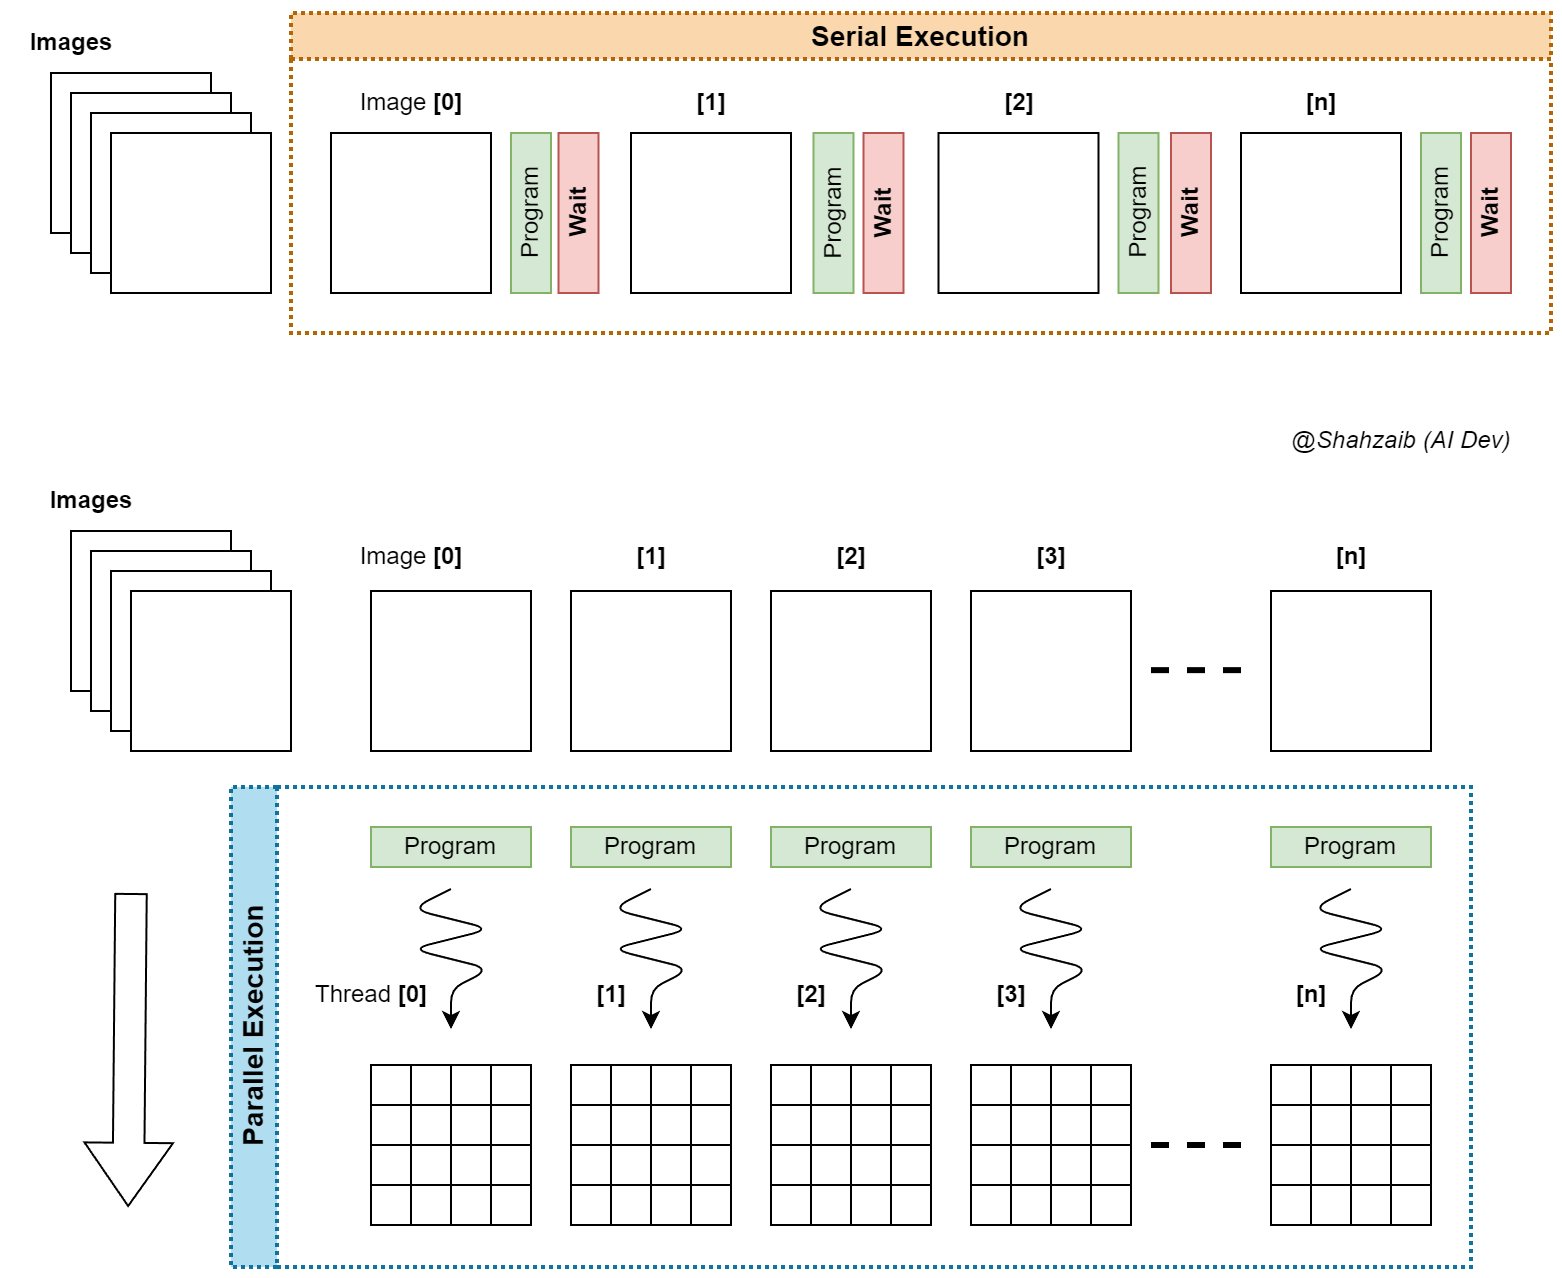 Images
Serial Execution
Image [0]
[1]
[2]
[n]
Program
Wait
Program
Wait
Program
Wait
Program
Wait
@Shahzaib (AI Dev)
Images
Image [0]
[1]
[2]
[3]
[n]
Parallel Execution
Program
Program
Program
Program
Program
Thread [0]
[1]
[2]
[3]
[n]